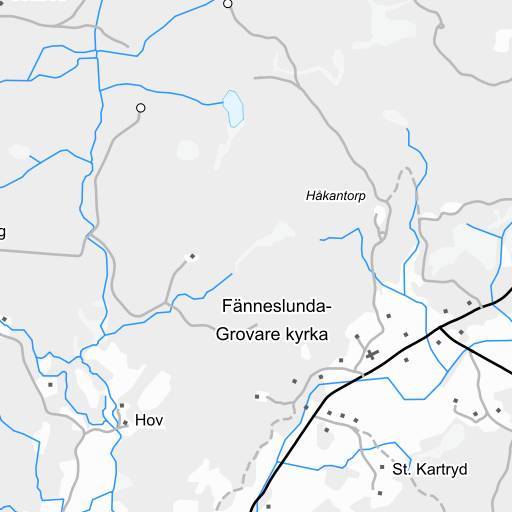 Håkantorp
g
Fänneslunda-
Grovare kyrka
Hov
St. Kartryd